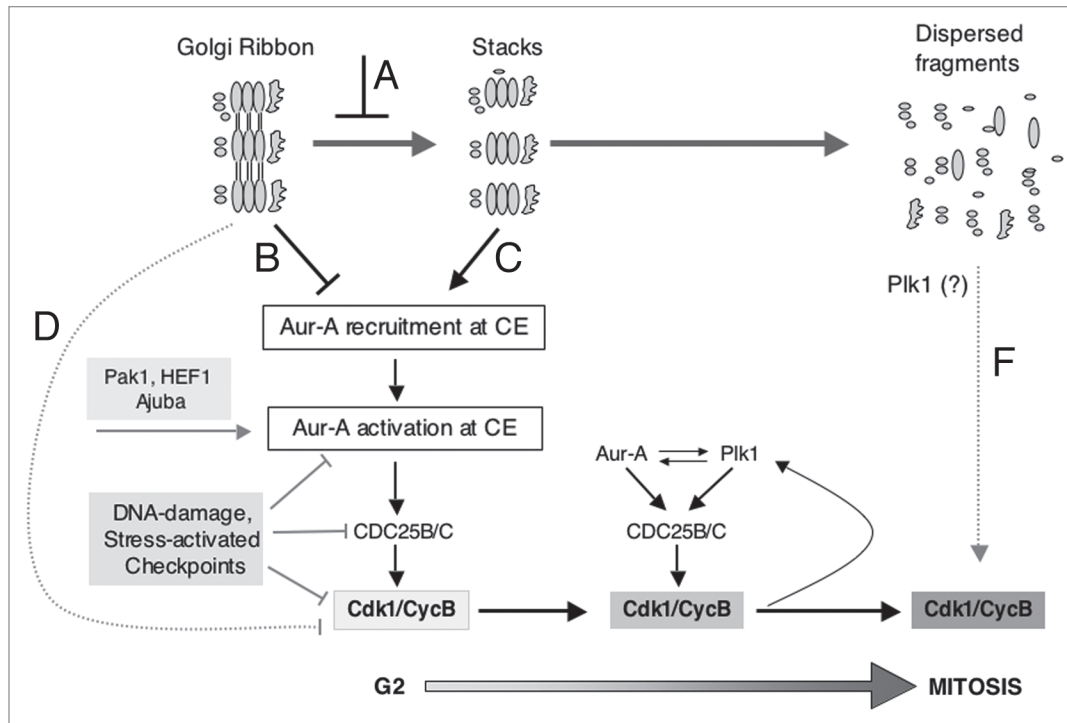 Golgi Ribbon
Stacks
Dispersed
fragments
A
B
C
D
Plk1 (?)
F
Aur-A recruitment at CE
Pak1, HEF1
Ajuba
Aur-A activation at CE
Aur-A
Plk1
DNA-damage,
Stress-activated
Checkpoints
CDC25B/C
CDC25B/C
Cdk1/CycB
Cdk1/CycB
Cdk1/CycB
G2
MITOSIS